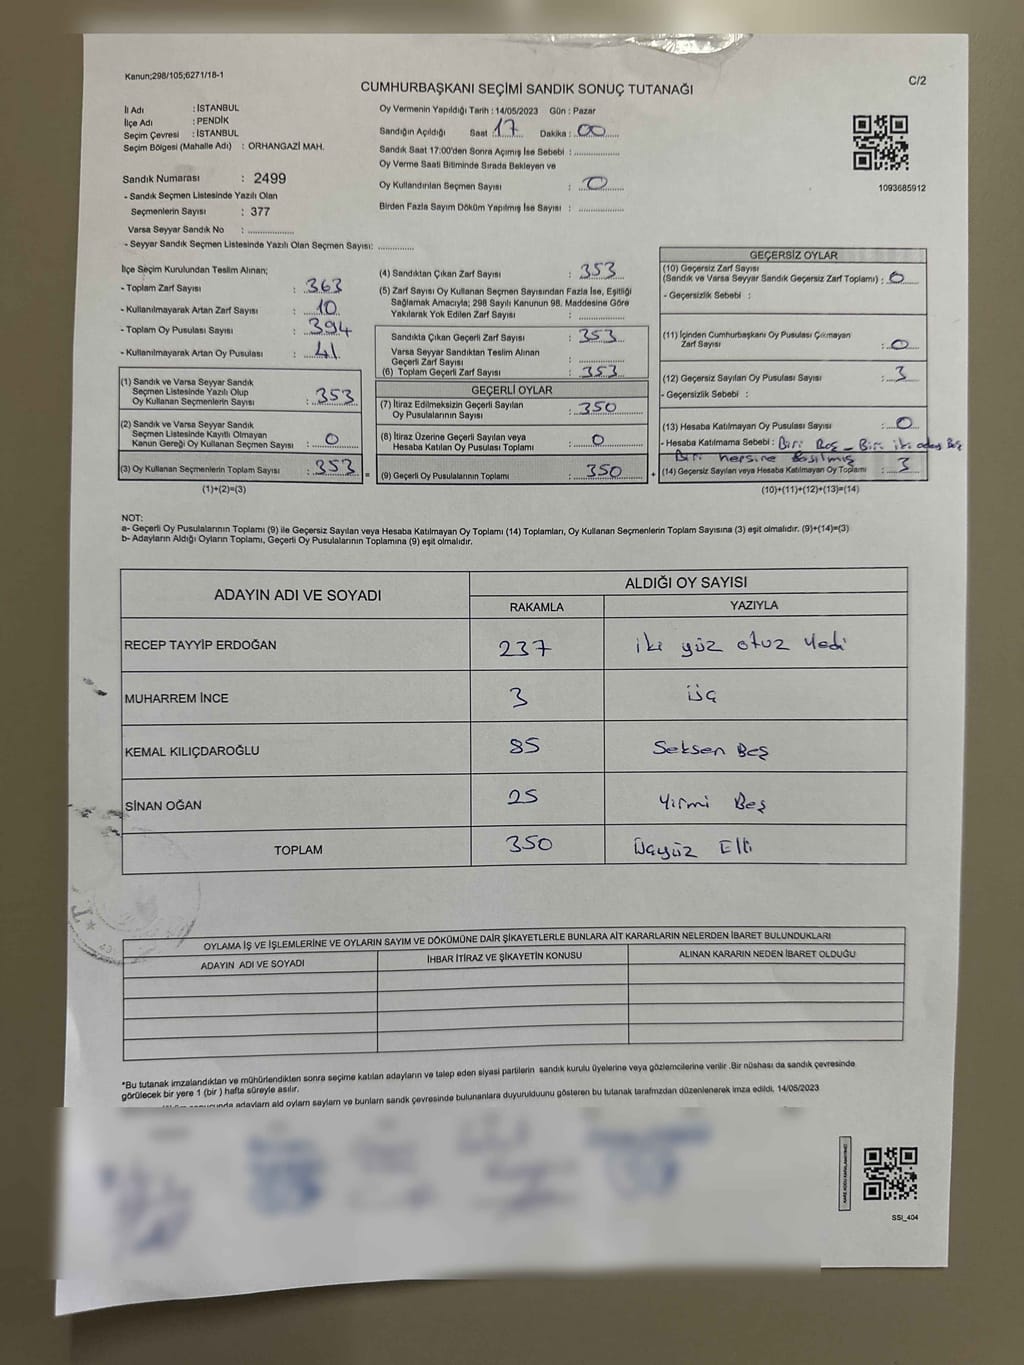 Kanun;298/105;6271/18-1
C/2
CUMHURBAŞKANI SEÇİMİ SANDIK SONUÇ TUTANAĞI
İl Adı : İSTANBUL
İlçe Adı : PENDİK
Seçim Çevresi : İSTANBUL
Seçim Bölgesi (Mahalle Adı) : ORHANGAZİ MAH.
Sandık Numarası : 2499
- Sandık Seçmen Listesinde Yazılı Olan
Seçmenlerin Sayısı : 377
Varsa Seyyar Sandık No : ..............
- Seyyar Sandık Seçmen Listesinde Yazılı Olan Seçmen Sayısı: ............
Oy Vermenin Yapıldığı Tarih : 14/05/2023 Gün : Pazar
Sandığın Açıldığı Saat : 17 Dakika : 00
Sandık Saat 17:00'den Sonra Açımış İse Sebebi : ..............
Oy Verme Saati Bitiminde Sırada Bekleyen ve
Oy Kullandırılan Seçmen Sayısı : 0
Birden Fazla Sayım Döküm Yapılmış İse Sayısı : ..............
1093685912
İlçe Seçim Kurulundan Teslim Alınan;
- Toplam Zarf Sayısı : 363
- Kullanılmayarak Artan Zarf Sayısı : 10
- Toplam Oy Pusulası Sayısı : 394
- Kullanılmayarak Artan Oy Pusulası : 41
(1) Sandık ve Varsa Seyyar Sandık
Seçmen Listesinde Yazılı Olup
Oy Kullanan Seçmenlerin Sayısı : 353
(2) Sandık ve Varsa Seyyar Sandık
Seçmen Listesinde Kayıtlı Olmayan
Kanun Gereği Oy Kullanan Seçmen Sayısı : 0
(3) Oy Kullanan Seçmenlerin Toplam Sayısı : 353 =
(1)+(2)=(3)
(4) Sandıktan Çıkan Zarf Sayısı : 353
(5) Zarf Sayısı Oy Kullanan Seçmen Sayısından Fazla İse, Eşitliği
Sağlamak Amacıyla; 298 Sayılı Kanunun 98. Maddesine Göre
Yakılarak Yok Edilen Zarf Sayısı : ..............
Sandıkta Çıkan Geçerli Zarf Sayısı : 353
Varsa Seyyar Sandıktan Teslim Alınan
Geçerli Zarf Sayısı : ..............
(6) Toplam Geçerli Zarf Sayısı : 353
GEÇERLİ OYLAR
(7) İtiraz Edilmeksizin Geçerli Sayılan
Oy Pusulalarının Sayısı : 350
(8) İtiraz Üzerine Geçerli Sayılan veya
Hesaba Katılan Oy Pusulası Toplamı : 0
(9) Geçerli Oy Pusulalarının Toplamı : 350 +
GEÇERSİZ OYLAR
(10) Geçersiz Zarf Sayısı
(Sandık ve Varsa Seyyar Sandık Geçersiz Zarf Toplamı) : 0
- Geçersizlik Sebebi :
(11) İçinden Cumhurbaşkanı Oy Pusulası Çıkmayan
Zarf Sayısı : 0
(12) Geçersiz Sayılan Oy Pusulası Sayısı : 3
- Geçersizlik Sebebi :
(13) Hesaba Katılmayan Oy Pusulası Sayısı : 0
- Hesaba Katılmama Sebebi : Biri Boş - Biri iki adas Boş
Biri hepsine Basılmış
(14) Geçersiz Sayılan veya Hesaba Katılmayan Oy Toplamı : 3
(10)+(11)+(12)+(13)=(14)
NOT:
a- Geçerli Oy Pusulalarının Toplamı (9) ile Geçersiz Sayılan veya Hesaba Katılmayan Oy Toplamı (14) Toplamları, Oy Kullanan Seçmenlerin Toplam Sayısına (3) eşit olmalıdır. (9)+(14)=(3)
b- Adayların Aldığı Oyların Toplamı, Geçerli Oy Pusulalarının Toplamına (9) eşit olmalıdır.
ADAYIN ADI VE SOYADI ALDIĞI OY SAYISI
RAKAMLA YAZIYLA
RECEP TAYYİP ERDOĞAN 237 iki yüz otuz Yedi
MUHARREM İNCE 3 üç
KEMAL KILIÇDAROĞLU 85 Seksen Beş
SİNAN OĞAN 25 Yirmi Beş
TOPLAM 350 Üçyüz Elli
OYLAMA İŞ VE İŞLEMLERİNE VE OYLARIN SAYIM VE DÖKÜMÜNE DAİR ŞİKAYETLERLE BUNLARA AİT KARARLARIN NELERDEN İBARET BULUNDUKLARI
ADAYIN ADI VE SOYADI İHBAR İTİRAZ VE ŞİKAYETİN KONUSU ALINAN KARARIN NEDEN İBARET OLDUĞU
*Bu tutanak imzalandıktan ve mühürlendikten sonra seçime katılan adayların ve talep eden siyasi partilerin sandık kurulu üyelerine veya gözlemcilerine verilir .Bir nüshası da sandık çevresinde
görülecek bir yere 1 (bir ) hafta süreyle asılır.
adayların ald oylarn saylarn ve bunların sandık çevresinde bulunanlara duyurulduunu gösteren bu tutanak tarafmzdan düzenlenerek imza edildi. 14/05/2023
SSI_404